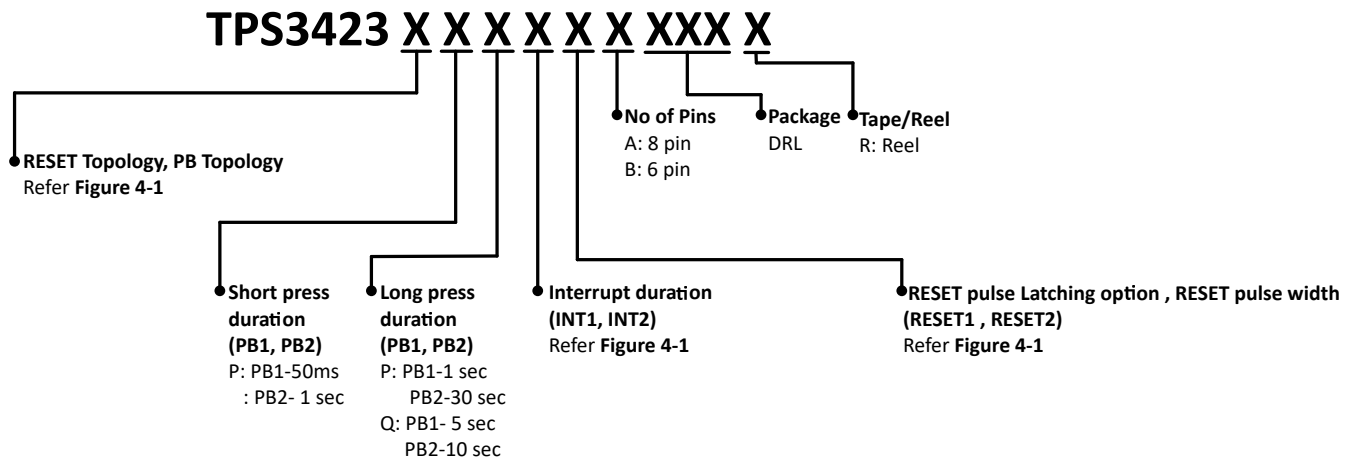 TPS3423 X X X X X X XXX X
No of Pins
A: 8 pin
B: 6 pin
Package
DRL
Tape/Reel
R: Reel
RESET Topology, PB Topology
Refer Figure 4-1
Short press
duration
(PB1, PB2)
P: PB1-50ms
: PB2- 1 sec
Long press
duration
(PB1, PB2)
P: PB1-1 sec
PB2-30 sec
Q: PB1- 5 sec
PB2-10 sec
Interrupt duration
(INT1, INT2)
Refer Figure 4-1
RESET pulse Latching option , RESET pulse width
(RESET1 , RESET2)
Refer Figure 4-1